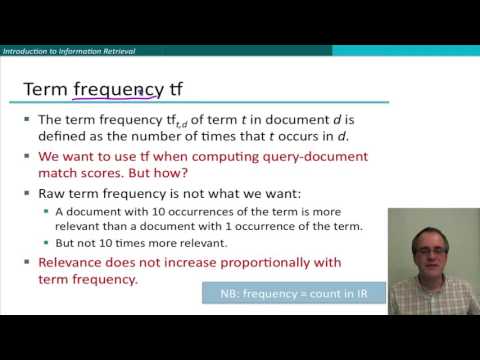 Introduction to Information Retrieval
Term frequency tf
The term frequency tft,d of term t in document d is
defined as the number of times that t occurs in d.
We want to use tf when computing query-document
match scores. But how?
Raw term frequency is not what we want:
A document with 10 occurrences of the term is more
relevant than a document with 1 occurrence of the term.
But not 10 times more relevant.
Relevance does not increase proportionally with
term frequency.
NB: frequency = count in IR